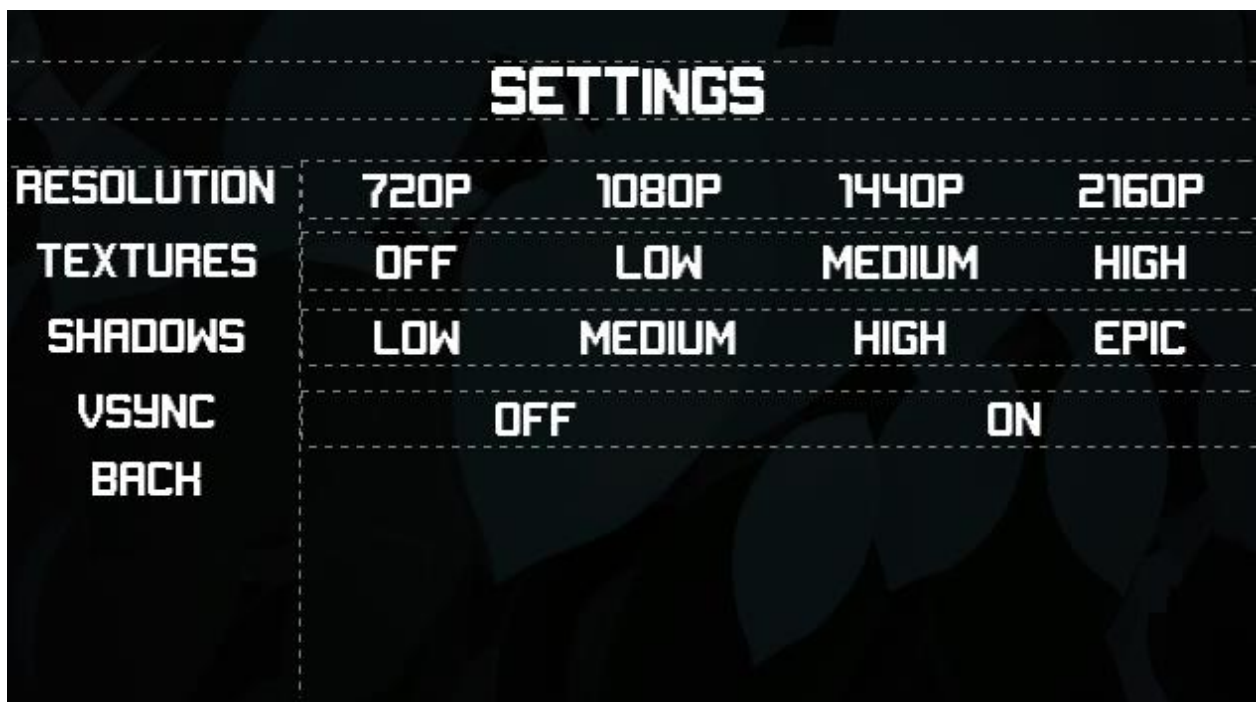 SETTINGS
RESOLUTION 720P 1080P 1440P 2160P
TEXTURES OFF LOW MEDIUM HIGH
SHADOWS LOW MEDIUM HIGH EPIC
VSYNC OFF ON
BACK